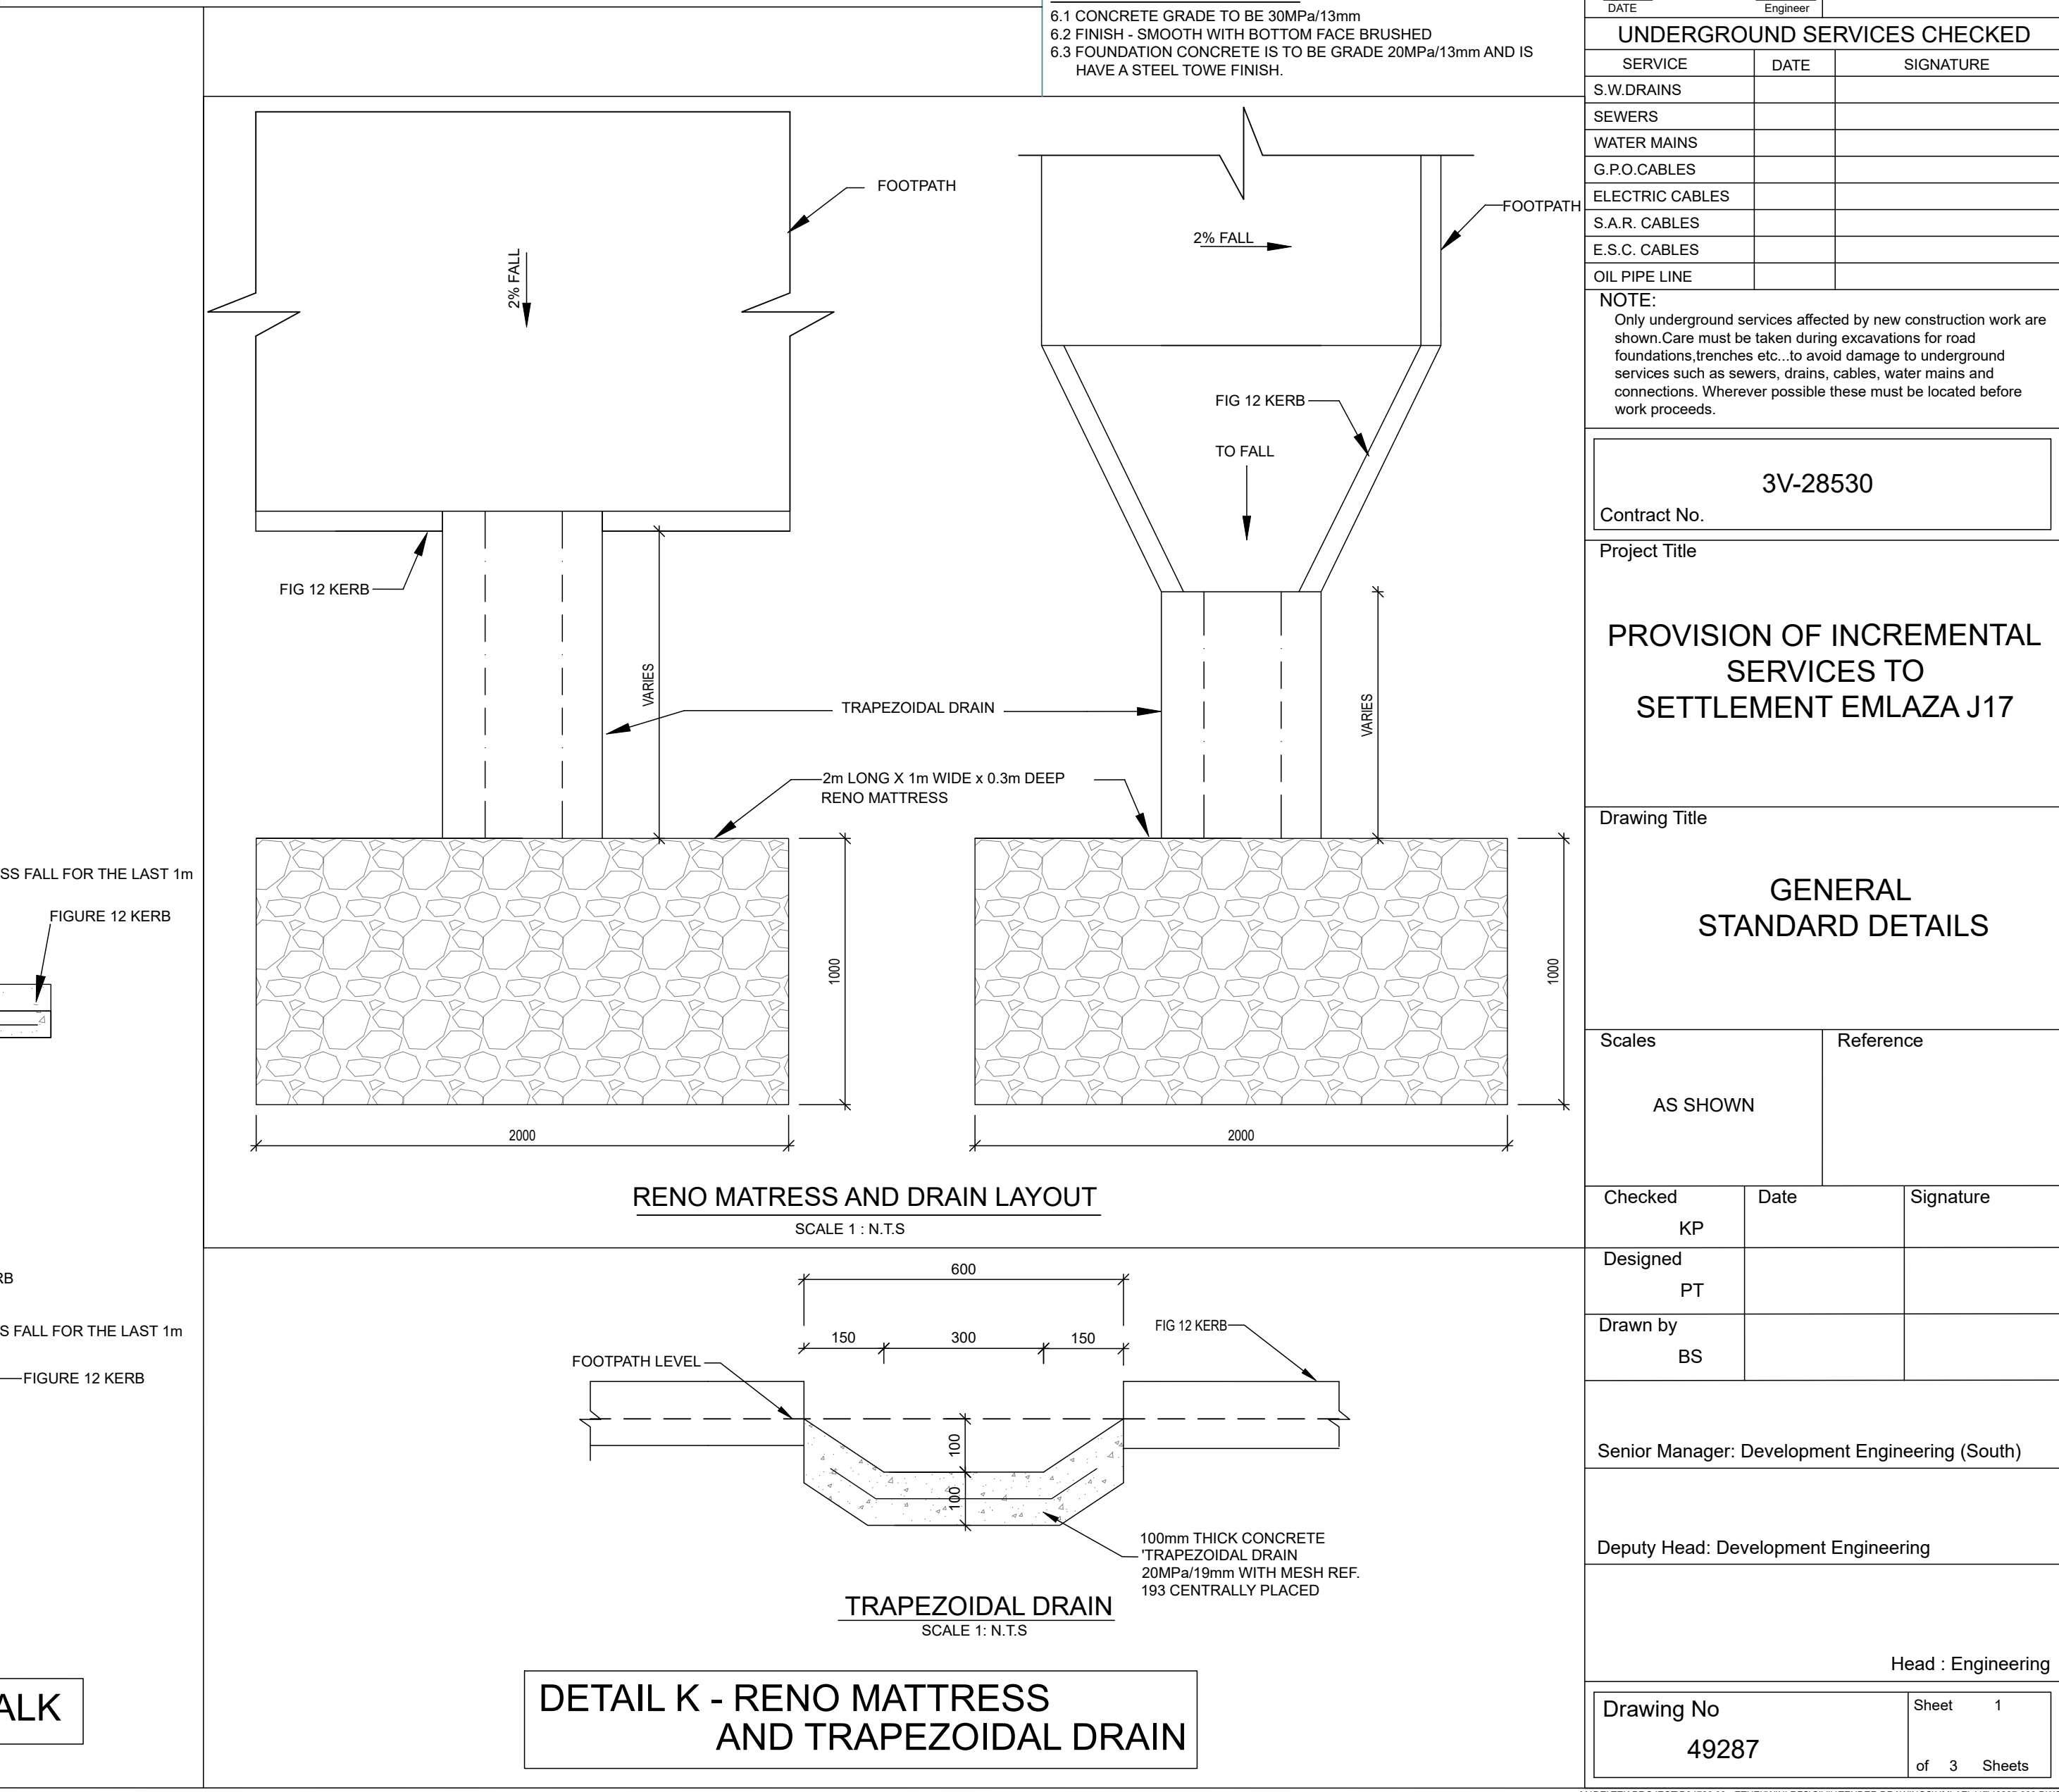 6.1 CONCRETE GRADE TO BE 30MPa/13mm
6.2 FINISH - SMOOTH WITH BOTTOM FACE BRUSHED
6.3 FOUNDATION CONCRETE IS TO BE GRADE 20MPa/13mm AND IS
HAVE A STEEL TOWE FINISH.
FOOTPATH
2% FALL
FIG 12 KERB
VARIES
FOOTPATH
2% FALL
FIG 12 KERB
TO FALL
VARIES
TRAPEZOIDAL DRAIN
2m LONG X 1m WIDE x 0.3m DEEP
RENO MATTRESS
1000
2000
1000
2000
RENO MATRESS AND DRAIN LAYOUT
SCALE 1 : N.T.S
SS FALL FOR THE LAST 1m
FIGURE 12 KERB
RB
S FALL FOR THE LAST 1m
FIGURE 12 KERB
ALK
600
150
300
150
FIG 12 KERB
FOOTPATH LEVEL
100
100
100mm THICK CONCRETE
'TRAPEZOIDAL DRAIN
20MPa/19mm WITH MESH REF.
193 CENTRALLY PLACED
TRAPEZOIDAL DRAIN
SCALE 1: N.T.S
DETAIL K - RENO MATTRESS
AND TRAPEZOIDAL DRAIN
DATE Engineer
UNDERGROUND SERVICES CHECKED
SERVICE DATE SIGNATURE
S.W.DRAINS
SEWERS
WATER MAINS
G.P.O.CABLES
ELECTRIC CABLES
S.A.R. CABLES
E.S.C. CABLES
OIL PIPE LINE
NOTE:
Only underground services affected by new construction work are
shown.Care must be taken during excavations for road
foundations,trenches etc...to avoid damage to underground
services such as sewers, drains, cables, water mains and
connections. Wherever possible these must be located before
work proceeds.
3V-28530
Contract No.
Project Title
PROVISION OF INCREMENTAL
SERVICES TO
SETTLEMENT EMLAZA J17
Drawing Title
GENERAL
STANDARD DETAILS
Scales Reference
AS SHOWN
Checked Date Signature
KP
Designed
PT
Drawn by
BS
Senior Manager: Development Engineering (South)
Deputy Head: Development Engineering
Head : Engineering
Drawing No
49287
Sheet 1
of 3 Sheets